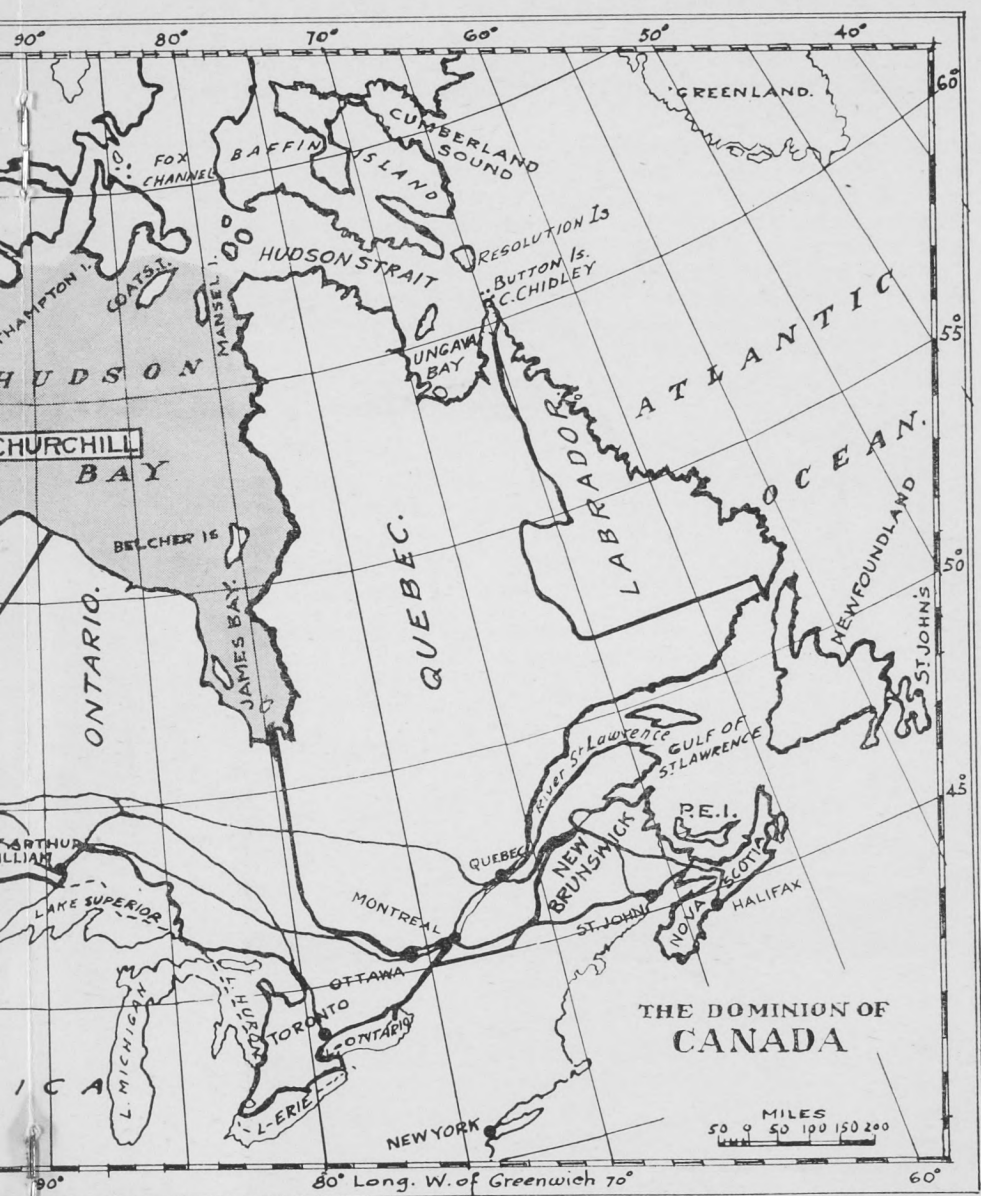 90° 80° 70° 60° 50° 40°
GREENLAND.
60°
CUMBERLAND
SOUND
BAFFIN
ISLAND
FOX
CHANNEL
RESOLUTION IS
HUDSON STRAIT
BUTTON IS.
C. CHIDLEY
THAMPTON I.
COATS. I.
MANSEL I.
UNGAVA
BAY
ATLANTIC
OCEAN.
55°
HUDSON
BAY
CHURCHILL
LABRADOR.
BELCHER IS
QUEBEC.
ONTARIO.
JAMES BAY.
50°
NEWFOUNDLAND
ST JOHN'S
River St Lawrence
GULF OF
ST LAWRENCE
45°
P.E.I.
ARTHUR
ILLIAM
LAKE SUPERIOR
QUEBEC
NEW
BRUNSWICK
NOVA SCOTIA
HALIFAX
MONTREAL
ST. JOHN
OTTAWA
TORONTO
L. HURON
L. MICHIGAN
ONTARIO
L-ERIE
ICA
NEW YORK
THE DOMINION OF
CANADA
MILES
50 0 50 100 150 200
90° 80° Long. W. of Greenwich 70° 60°